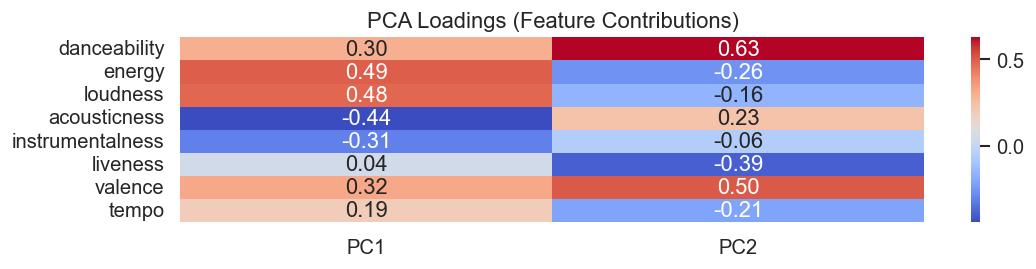 PCA Loadings (Feature Contributions)
danceability 0.30 0.63
energy 0.49 -0.26
loudness 0.48 -0.16
acousticness -0.44 0.23
instrumentalness -0.31 -0.06
liveness 0.04 -0.39
valence 0.32 0.50
tempo 0.19 -0.21
PC1 PC2
0.5
0.0